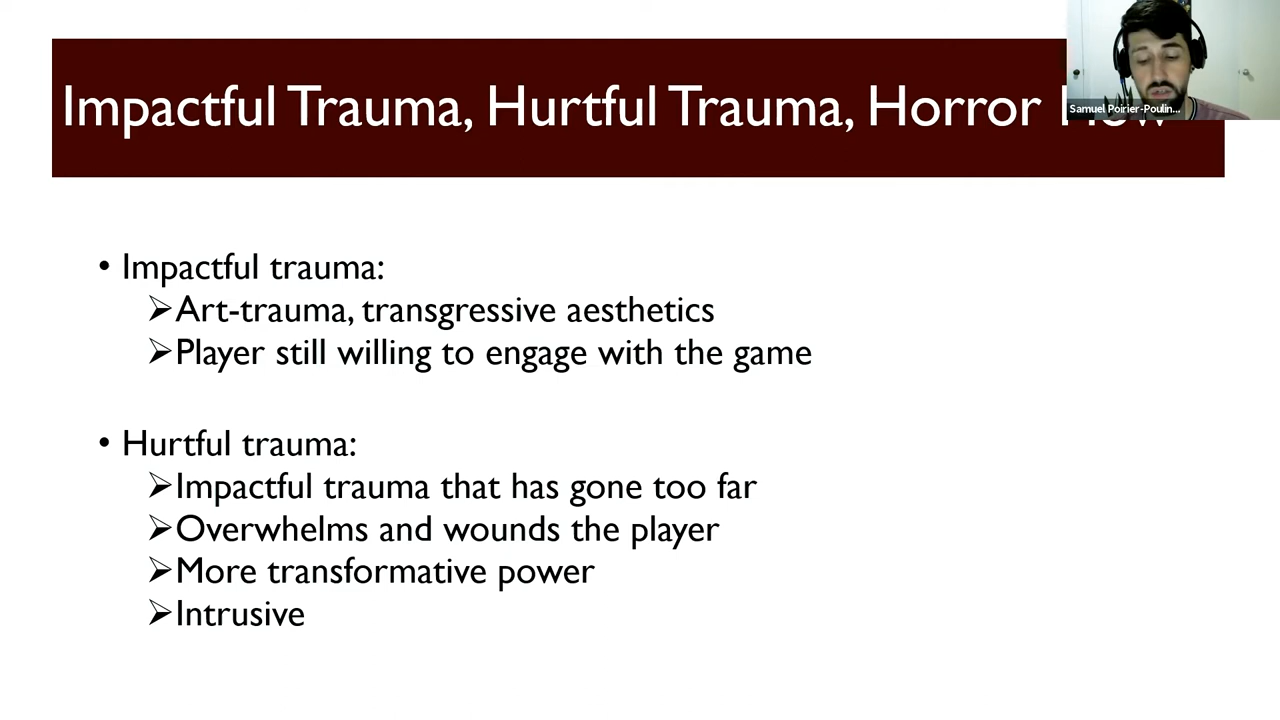 Impactful Trauma, Hurtful Trauma, Horror Flow
Samuel Poirier-Poulin...
• Impactful trauma:
➢Art-trauma, transgressive aesthetics
➢Player still willing to engage with the game
• Hurtful trauma:
➢Impactful trauma that has gone too far
➢Overwhelms and wounds the player
➢More transformative power
➢Intrusive